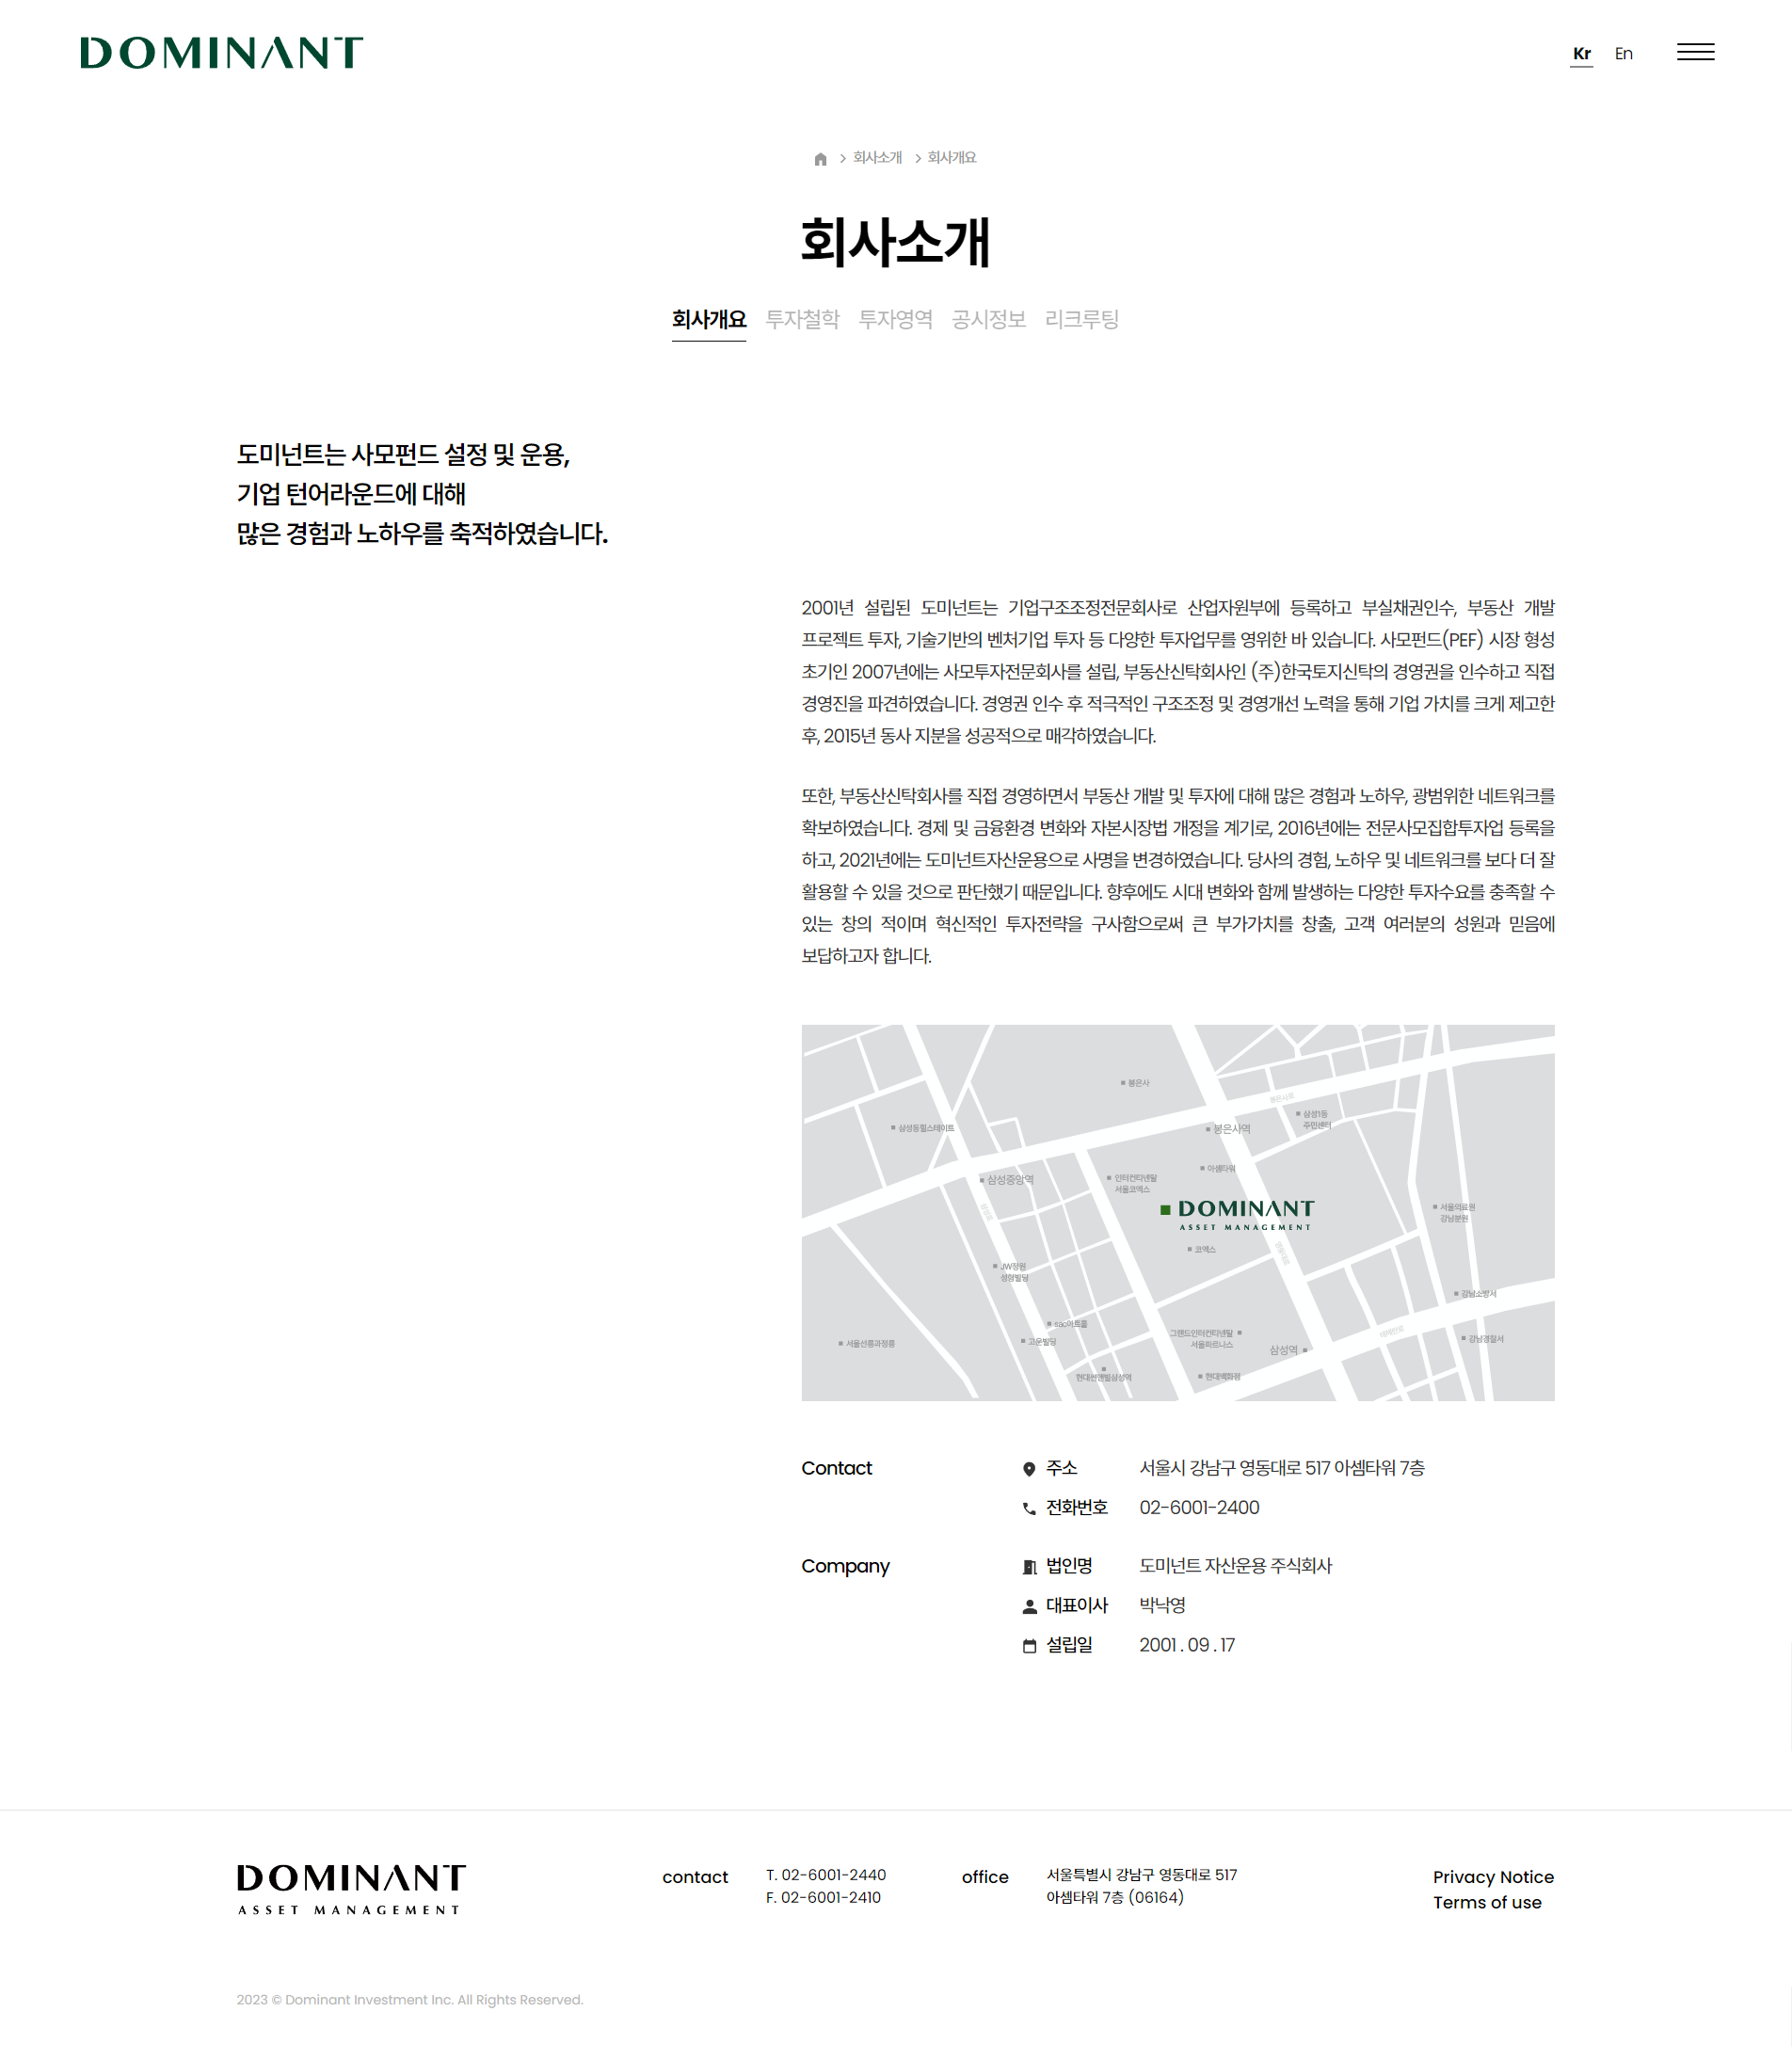 DOMINANT
Kr En
회사소개 회사개요
회사소개
회사개요 투자철학 투자영역 공시정보 리크루팅
도미넌트는 사모펀드 설정 및 운용,
기업 턴어라운드에 대해
많은 경험과 노하우를 축적하였습니다.
2001년 설립된 도미넌트는 기업구조조정전문회사로 산업자원부에 등록하고 부실채권인수, 부동산 개발
프로젝트 투자, 기술기반의 벤처기업 투자 등 다양한 투자업무를 영위한 바 있습니다. 사모펀드(PEF) 시장 형성
초기인 2007년에는 사모투자전문회사를 설립, 부동산신탁회사인 (주)한국토지신탁의 경영권을 인수하고 직접
경영진을 파견하였습니다. 경영권 인수 후 적극적인 구조조정 및 경영개선 노력을 통해 기업 가치를 크게 제고한
후, 2015년 동사 지분을 성공적으로 매각하였습니다.
또한, 부동산신탁회사를 직접 경영하면서 부동산 개발 및 투자에 대해 많은 경험과 노하우, 광범위한 네트워크를
확보하였습니다. 경제 및 금융환경 변화와 자본시장법 개정을 계기로, 2016년에는 전문사모집합투자업 등록을
하고, 2021년에는 도미넌트자산운용으로 사명을 변경하였습니다. 당사의 경험, 노하우 및 네트워크를 보다 더 잘
활용할 수 있을 것으로 판단했기 때문입니다. 향후에도 시대 변화와 함께 발생하는 다양한 투자수요를 충족할 수
있는 창의 적이며 혁신적인 투자전략을 구사함으로써 큰 부가가치를 창출, 고객 여러분의 성원과 믿음에
보답하고자 합니다.
봉은사
봉은사로
삼성1동
주민센터
삼성동힐스테이트
봉은사역
아셈타워
삼성중앙역
인터컨티넨탈
서울코엑스
DOMINANT
ASSET MANAGEMENT
서울의료원
강남분원
코엑스
영동대로
JW정원
성형빌딩
강남소방서
sac아트홀
고운빌딩
그랜드인터컨티넨탈
서울파르나스
강남경찰서
서울선릉과정릉
삼성역
현대썬앤빌삼성역
현대백화점
Contact
주소 서울시 강남구 영동대로 517 아셈타워 7층
전화번호 02-6001-2400
Company
법인명 도미넌트 자산운용 주식회사
대표이사 박낙영
설립일 2001 . 09 . 17
DOMINANT
ASSET MANAGEMENT
contact
T. 02-6001-2440
F. 02-6001-2410
office
서울특별시 강남구 영동대로 517
아셈타워 7층 (06164)
Privacy Notice
Terms of use
2023 © Dominant Investment Inc. All Rights Reserved.